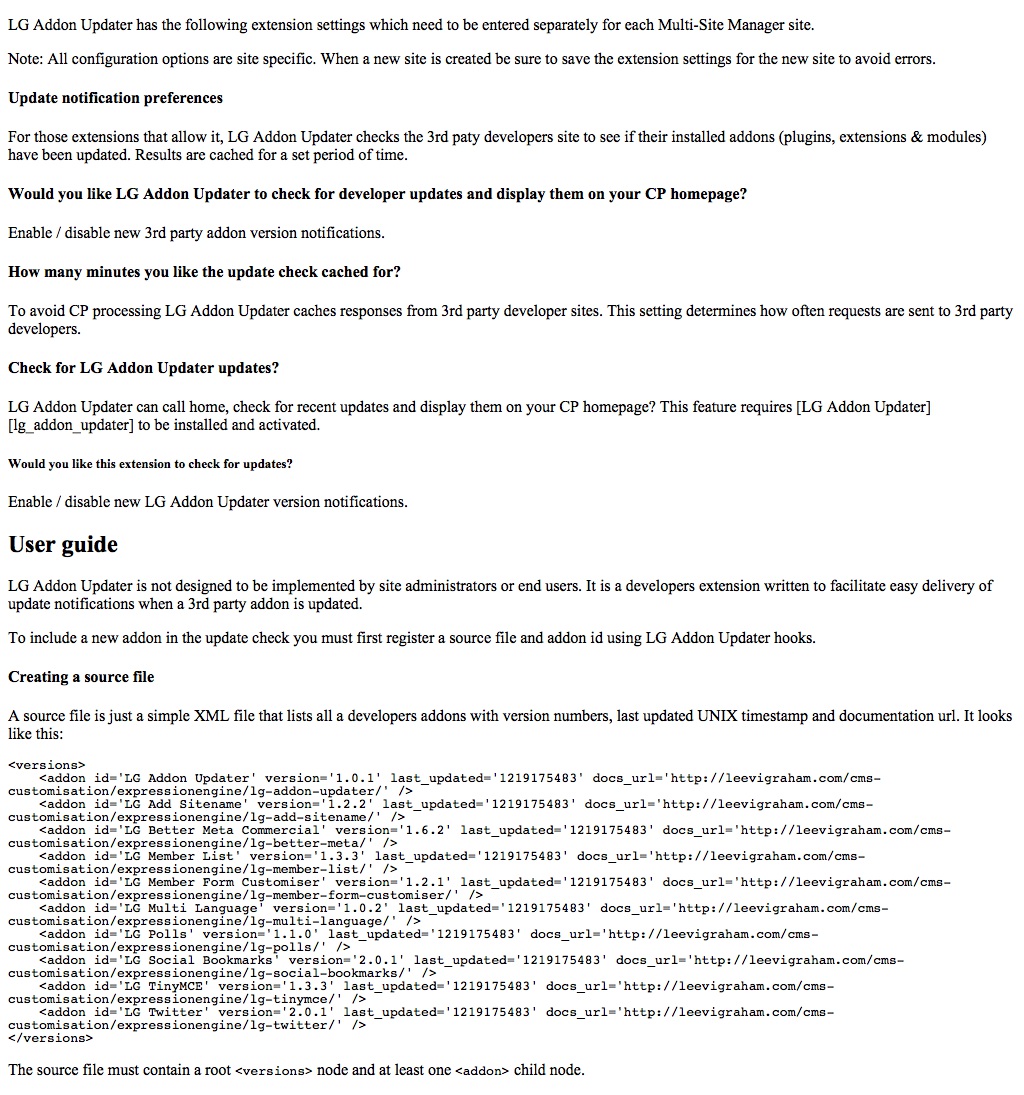 LG Addon Updater has the following extension settings which need to be entered separately for each Multi-Site Manager site.
Note: All configuration options are site specific. When a new site is created be sure to save the extension settings for the new site to avoid errors.
Update notification preferences
For those extensions that allow it, LG Addon Updater checks the 3rd paty developers site to see if their installed addons (plugins, extensions & modules)
have been updated. Results are cached for a set period of time.
Would you like LG Addon Updater to check for developer updates and display them on your CP homepage?
Enable / disable new 3rd party addon version notifications.
How many minutes you like the update check cached for?
To avoid CP processing LG Addon Updater caches responses from 3rd party developer sites. This setting determines how often requests are sent to 3rd party
developers.
Check for LG Addon Updater updates?
LG Addon Updater can call home, check for recent updates and display them on your CP homepage? This feature requires [LG Addon Updater]
[lg_addon_updater] to be installed and activated.
Would you like this extension to check for updates?
Enable / disable new LG Addon Updater version notifications.
User guide
LG Addon Updater is not designed to be implemented by site administrators or end users. It is a developers extension written to facilitate easy delivery of
update notifications when a 3rd party addon is updated.
To include a new addon in the update check you must first register a source file and addon id using LG Addon Updater hooks.
Creating a source file
A source file is just a simple XML file that lists all a developers addons with version numbers, last updated UNIX timestamp and documentation url. It looks
like this:
<versions>
    <addon id='LG Addon Updater' version='1.0.1' last_updated='1219175483' docs_url='http://leevigraham.com/cms-
customisation/expressionengine/lg-addon-updater/' />
    <addon id='LG Add Sitename' version='1.2.2' last_updated='1219175483' docs_url='http://leevigraham.com/cms-
customisation/expressionengine/lg-add-sitename/' />
    <addon id='LG Better Meta Commercial' version='1.6.2' last_updated='1219175483' docs_url='http://leevigraham.com/cms-
customisation/expressionengine/lg-better-meta/' />
    <addon id='LG Member List' version='1.3.3' last_updated='1219175483' docs_url='http://leevigraham.com/cms-
customisation/expressionengine/lg-member-list/' />
    <addon id='LG Member Form Customiser' version='1.2.1' last_updated='1219175483' docs_url='http://leevigraham.com/cms-
customisation/expressionengine/lg-member-form-customiser/' />
    <addon id='LG Multi Language' version='1.0.2' last_updated='1219175483' docs_url='http://leevigraham.com/cms-
customisation/expressionengine/lg-multi-language/' />
    <addon id='LG Polls' version='1.1.0' last_updated='1219175483' docs_url='http://leevigraham.com/cms-
customisation/expressionengine/lg-polls/' />
    <addon id='LG Social Bookmarks' version='2.0.1' last_updated='1219175483' docs_url='http://leevigraham.com/cms-
customisation/expressionengine/lg-social-bookmarks/' />
    <addon id='LG TinyMCE' version='1.3.3' last_updated='1219175483' docs_url='http://leevigraham.com/cms-
customisation/expressionengine/lg-tinymce/' />
    <addon id='LG Twitter' version='2.0.1' last_updated='1219175483' docs_url='http://leevigraham.com/cms-
customisation/expressionengine/lg-twitter/' />
</versions>
The source file must contain a root <versions> node and at least one <addon> child node.